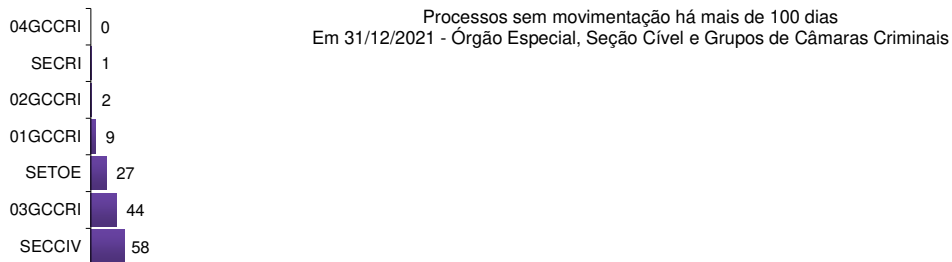 Processos sem movimentação há mais de 100 dias
Em 31/12/2021 - Órgão Especial, Seção Cível e Grupos de Câmaras Criminais
04GCCRI 0
SECRI 1
02GCCRI 2
01GCCRI 9
SETOE 27
03GCCRI 44
SECCIV 58